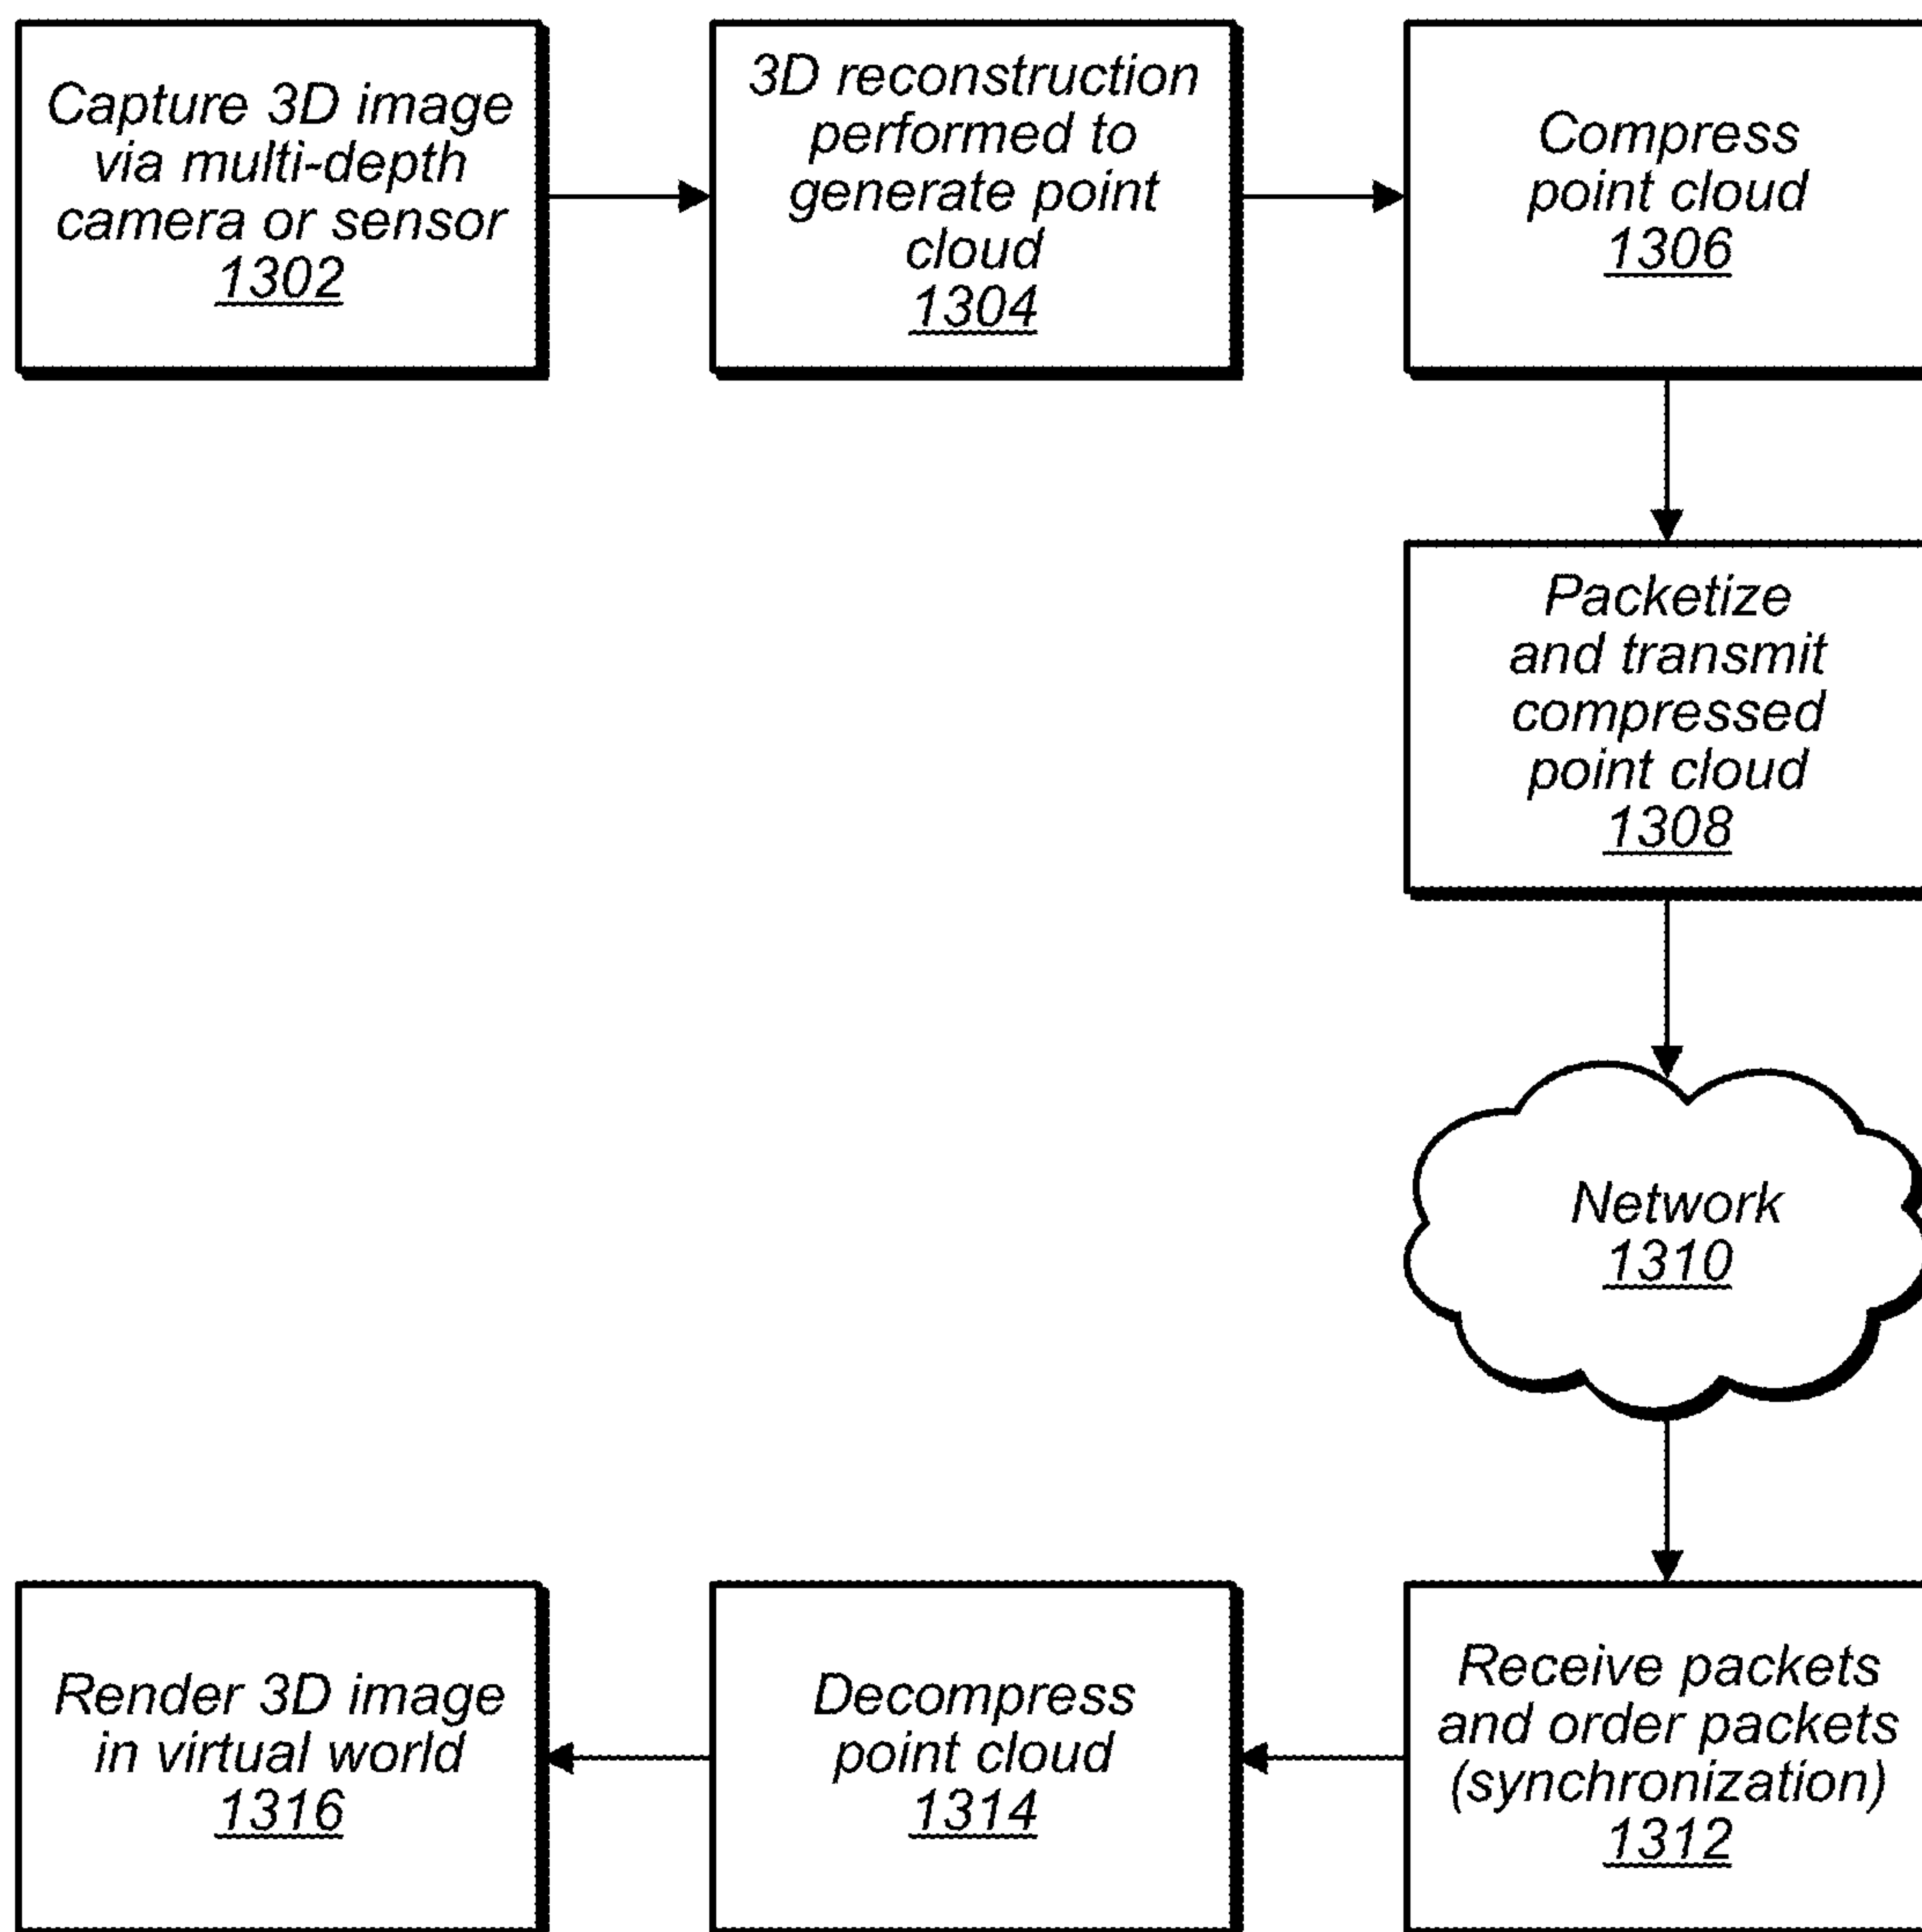 Capture 3D image
via multi-depth
camera or sensor
1302
3D reconstruction
performed to
generate point
cloud
1304
Compress
point cloud
1306
Packetize
and transmit
compressed
point cloud
1308
Network
1310
Receive packets
and order packets
(synchronization)
1312
Decompress
point cloud
1314
Render 3D image
in virtual world
1316